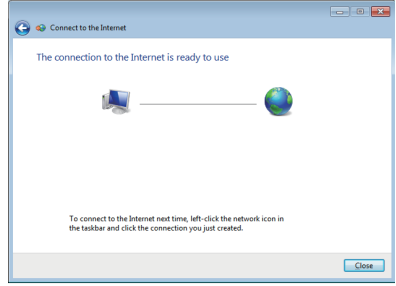 Connect to the Internet
The connection to the Internet is ready to use
To connect to the Internet next time, left-click the network icon in
the taskbar and click the connection you just created.
Close